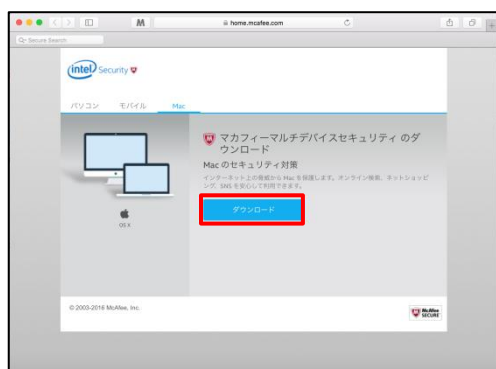 M
home.mcafee.com
Secure Search
intel Security
パソコン モバイル Mac
マカフィーマルチデバイスセキュリティ のダ
ウンロード
Mac のセキュリティ対策
インターネット上の脅威から Mac を保護します。オンライン検索、ネットショッピ
ング、SNS を安心して利用できます。
ダウンロード
OS X
© 2003-2016 McAfee, Inc.
McAfee
SECURE